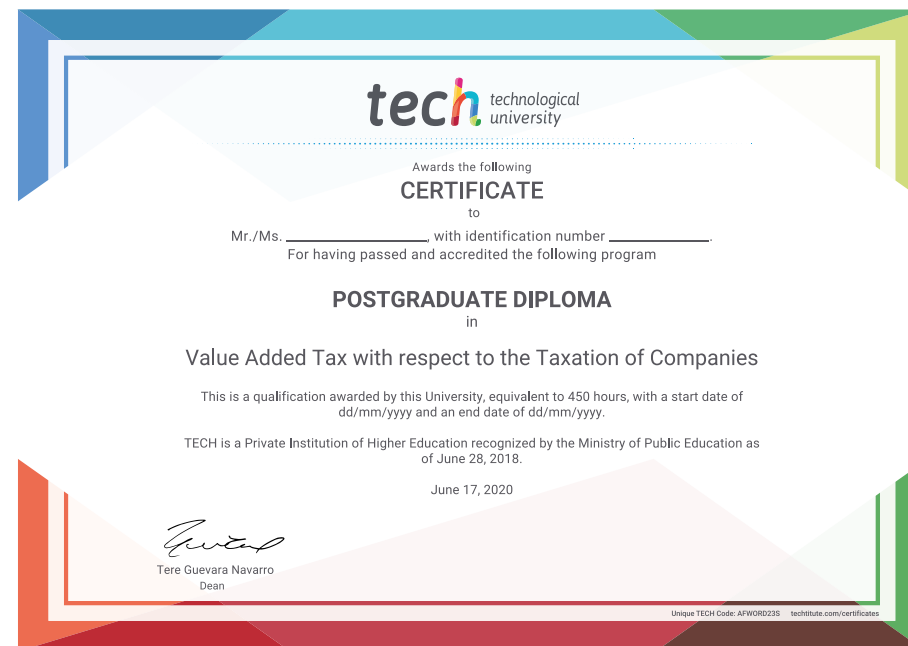 tech technological
university
Awards the following
CERTIFICATE
to
Mr./Ms. _________________, with identification number ____________.
For having passed and accredited the following program
POSTGRADUATE DIPLOMA
in
Value Added Tax with respect to the Taxation of Companies
This is a qualification awarded by this University, equivalent to 450 hours, with a start date of
dd/mm/yyyy and an end date of dd/mm/yyyy.
TECH is a Private Institution of Higher Education recognized by the Ministry of Public Education as
of June 28, 2018.
June 17, 2020
Tere Guevara Navarro
Dean
Unique TECH Code: AFWORD23S techtitute.com/certificates